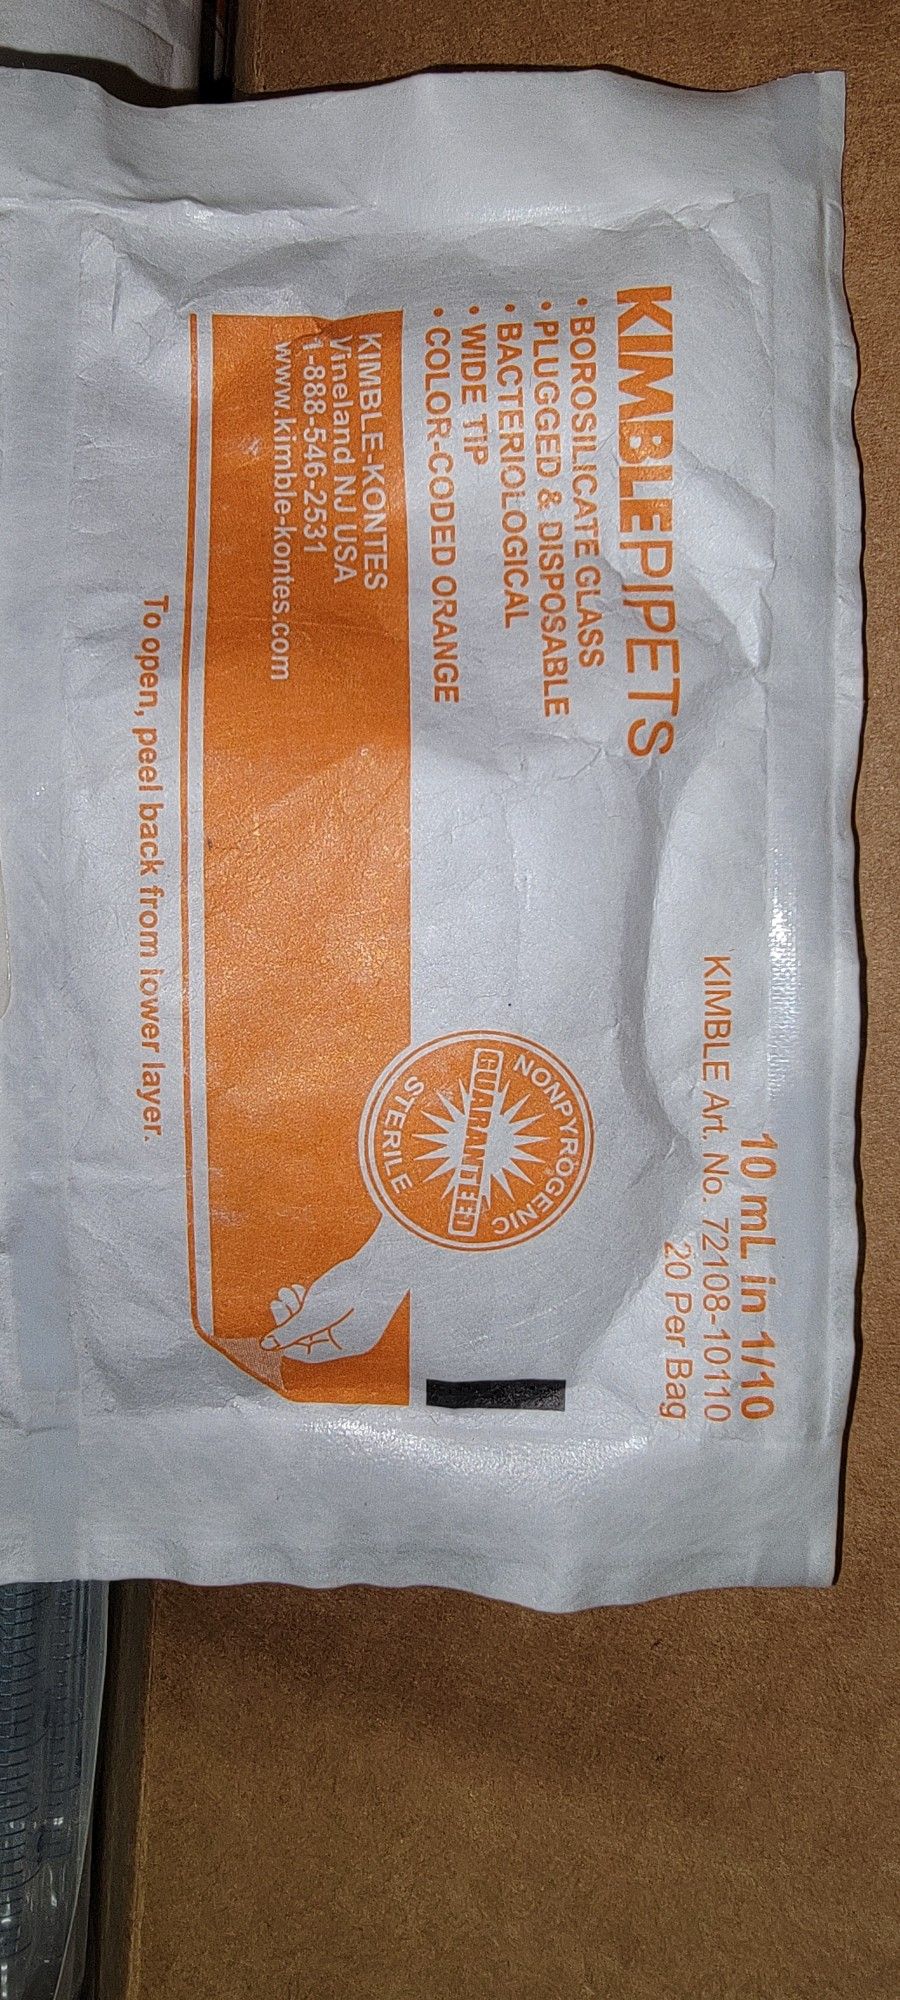 KIMBLEPIPETS
• BOROSILICATE GLASS
• PLUGGED & DISPOSABLE
• BACTERIOLOGICAL
• WIDE TIP
• COLOR-CODED ORANGE
10 mL in 1/10
KIMBLE Art. No. 72108-10110
20 Per Bag
NONPYROGENIC
GUARANTEED
STERILE
KIMBLE-KONTES
Vineland NJ USA
1-888-546-2531
www.kimble-kontes.com
To open, peel back from lower layer.